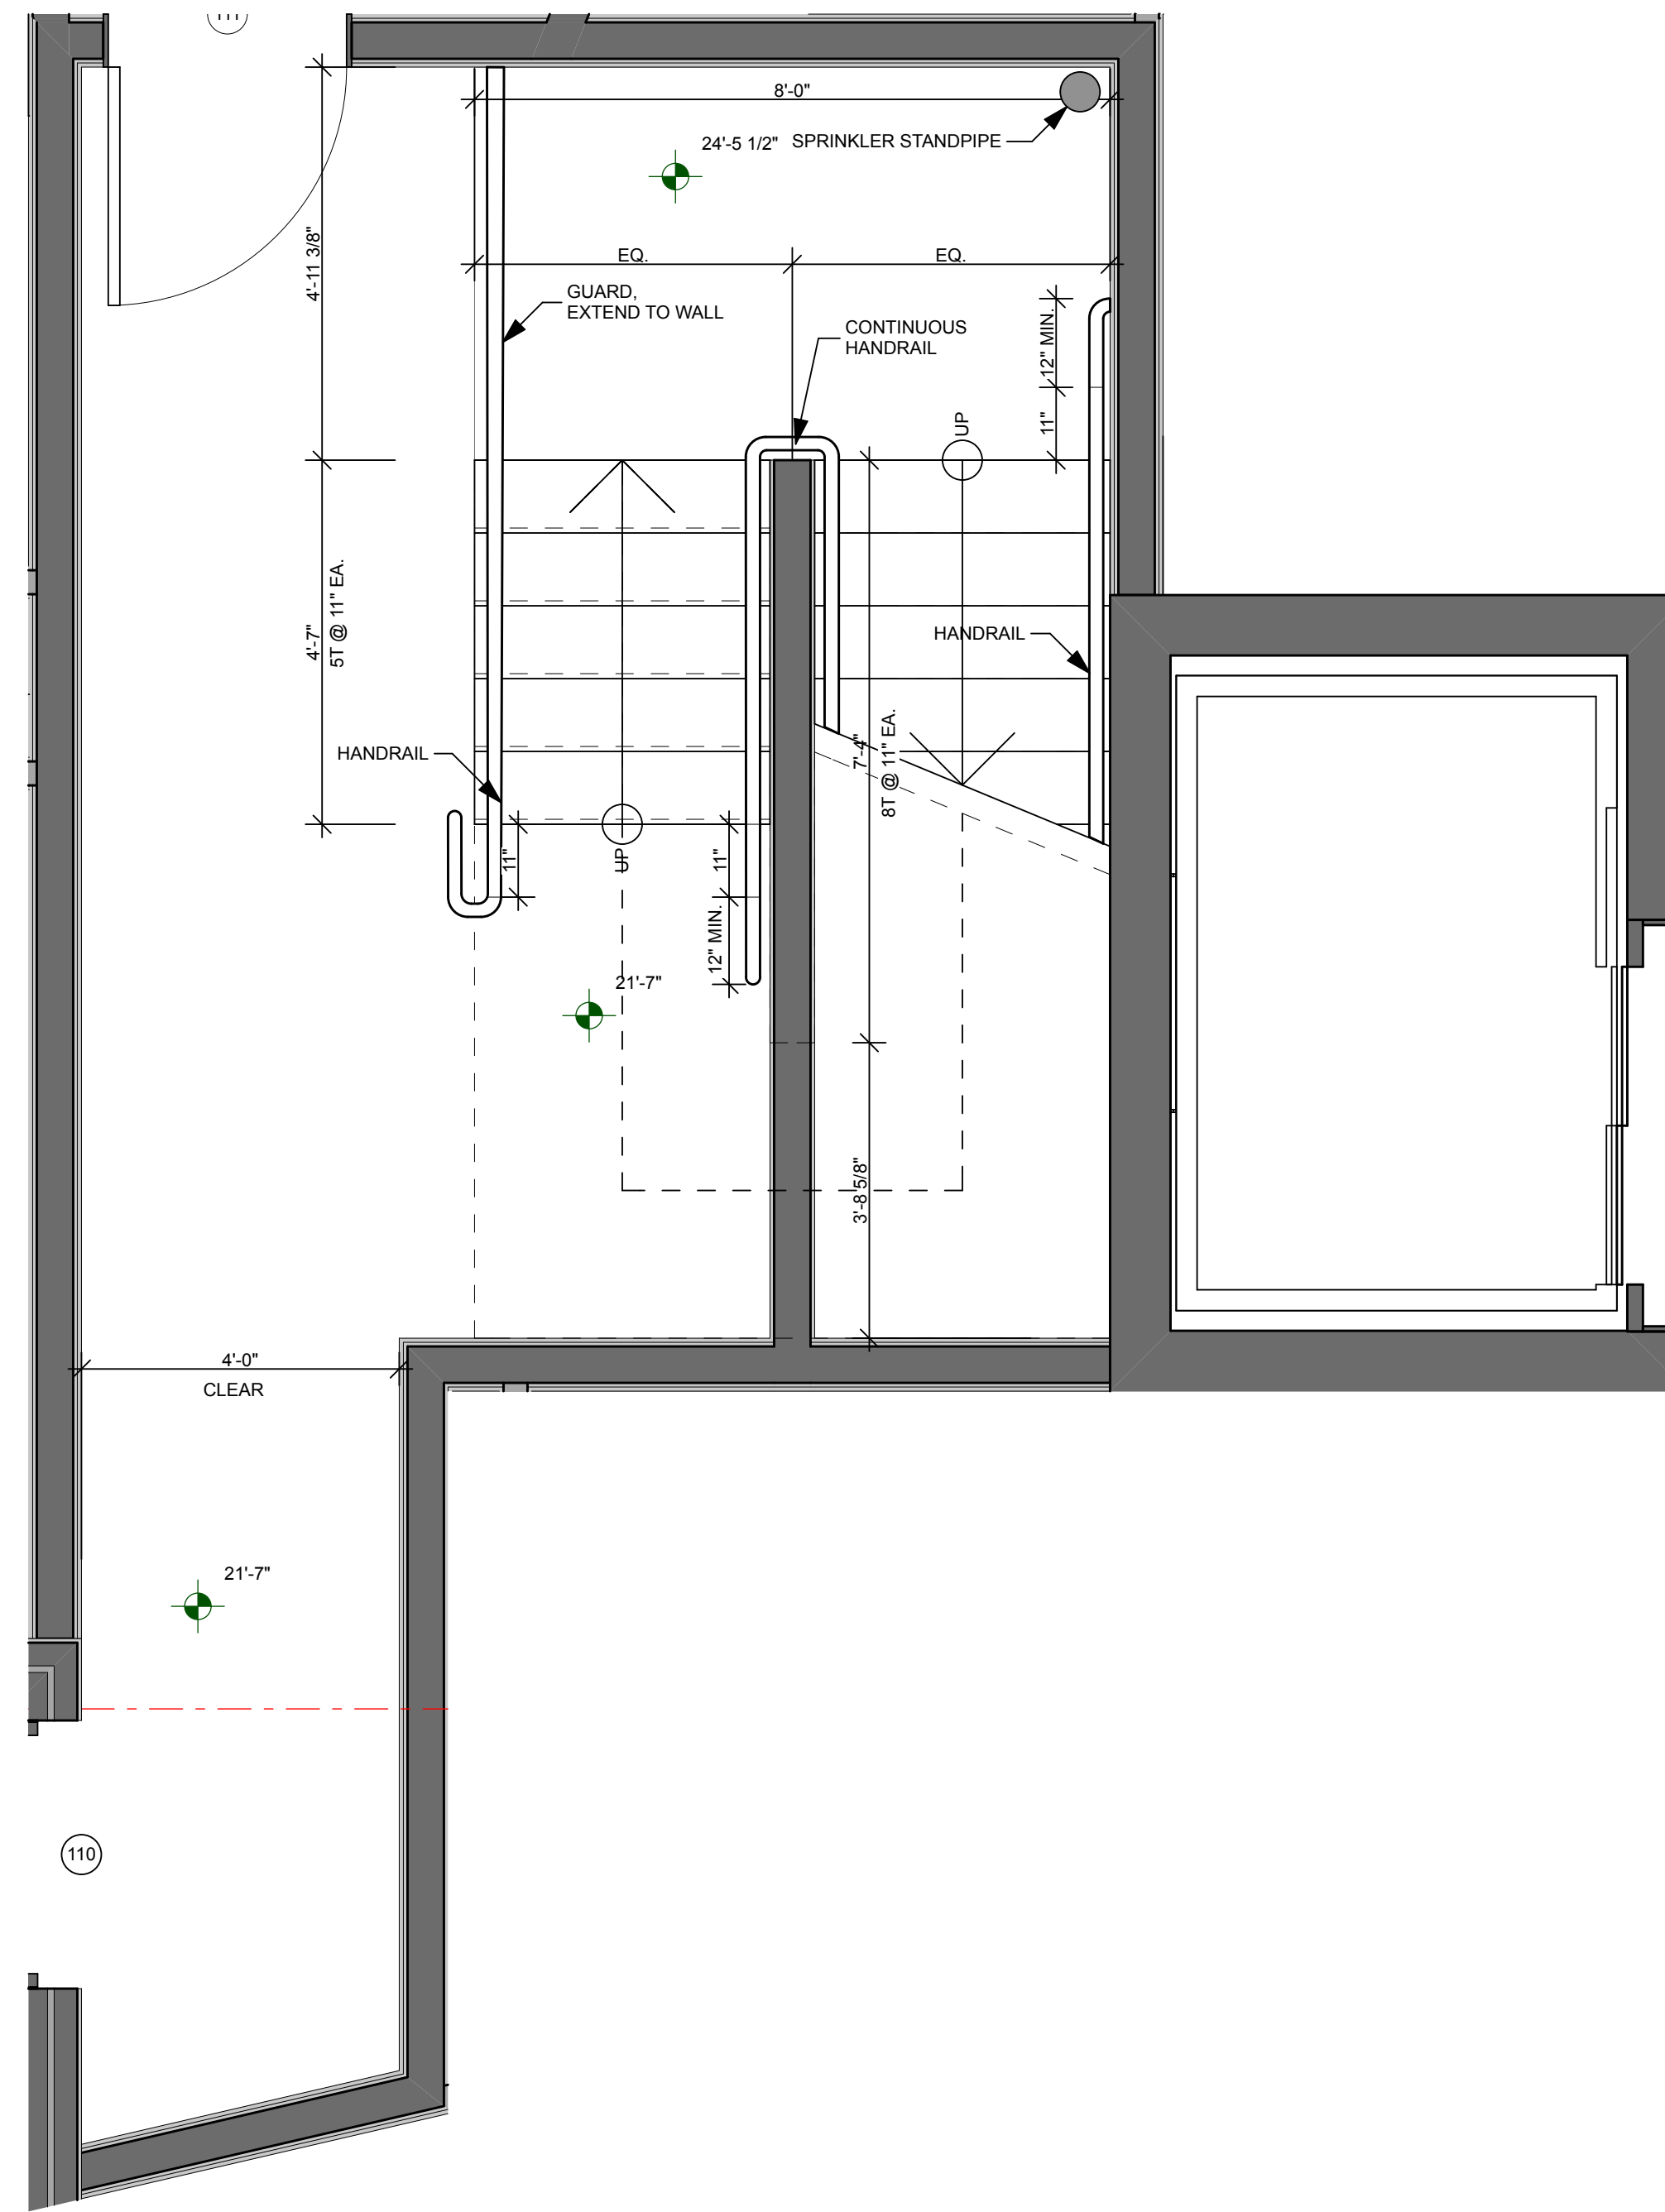 8'-0"
24'-5 1/2"
SPRINKLER STANDPIPE
4'-11 3/8"
EQ.
EQ.
GUARD,
EXTEND TO WALL
CONTINUOUS
HANDRAIL
12" MIN.
11"
UP
4'-7"
5T @ 11" EA.
HANDRAIL
HANDRAIL
7'-4"
8T @ 11" EA.
11"
UP
11"
12" MIN.
21'-7"
3'-8 5/8"
4'-0"
CLEAR
21'-7"
110